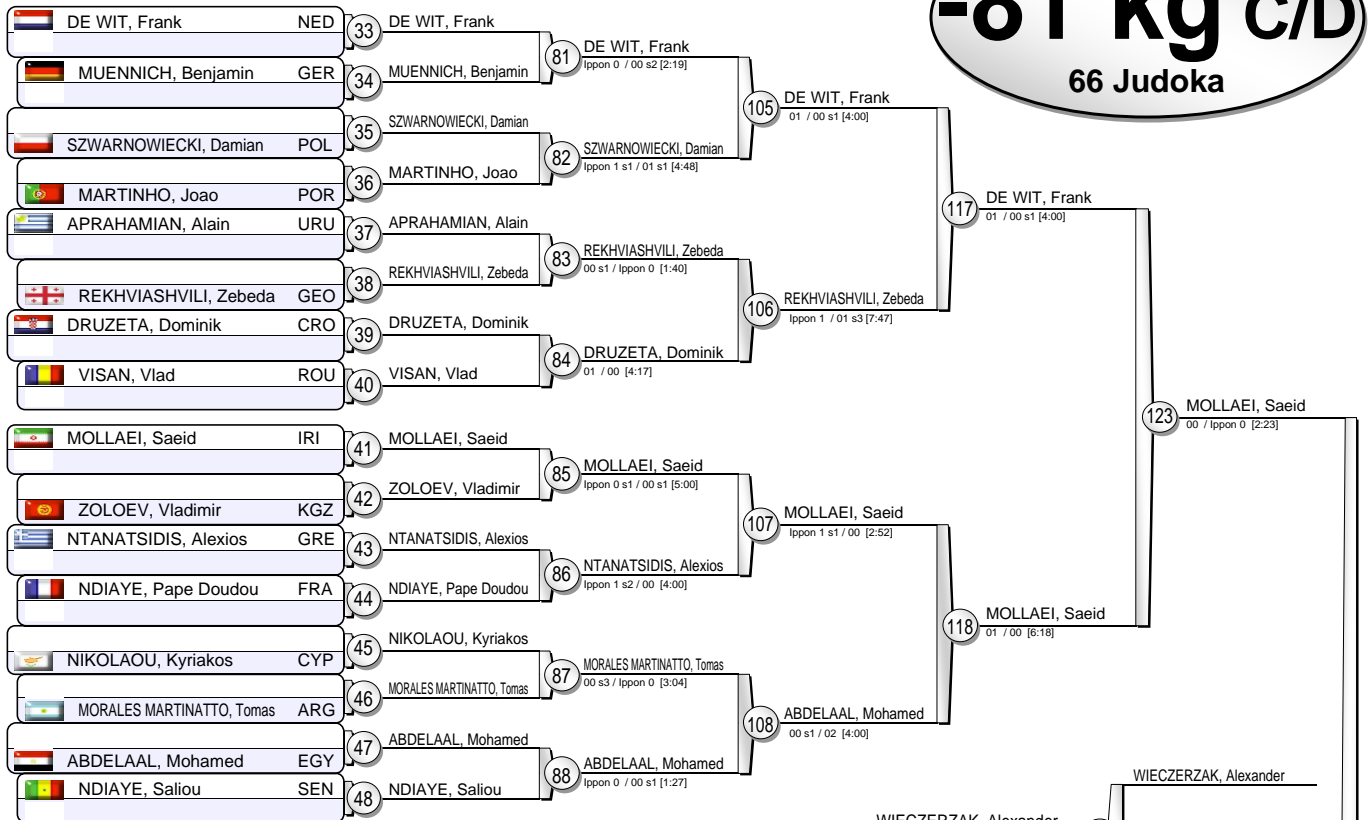 -81 kg C/D
66 Judoka
DE WIT, Frank NED
MUENNICH, Benjamin GER
SZWARNOWIECKI, Damian POL
MARTINHO, Joao POR
APRAHAMIAN, Alain URU
REKHVIASHVILI, Zebeda GEO
DRUZETA, Dominik CRO
VISAN, Vlad ROU
MOLLAEI, Saeid IRI
ZOLOEV, Vladimir KGZ
NTANATSIDIS, Alexios GRE
NDIAYE, Pape Doudou FRA
NIKOLAOU, Kyriakos CYP
MORALES MARTINATTO, Tomas ARG
ABDELAAL, Mohamed EGY
NDIAYE, Saliou SEN
33 DE WIT, Frank
34 MUENNICH, Benjamin
35 SZWARNOWIECKI, Damian
36 MARTINHO, Joao
37 APRAHAMIAN, Alain
38 REKHVIASHVILI, Zebeda
39 DRUZETA, Dominik
40 VISAN, Vlad
41 MOLLAEI, Saeid
42 ZOLOEV, Vladimir
43 NTANATSIDIS, Alexios
44 NDIAYE, Pape Doudou
45 NIKOLAOU, Kyriakos
46 MORALES MARTINATTO, Tomas
47 ABDELAAL, Mohamed
48 NDIAYE, Saliou
81 DE WIT, Frank
Ippon 0 / 00 s2 [2:19]
82 SZWARNOWIECKI, Damian
Ippon 1 s1 / 01 s1 [4:48]
83 REKHVIASHVILI, Zebeda
00 s1 / Ippon 0 [1:40]
84 DRUZETA, Dominik
01 / 00 [4:17]
85 MOLLAEI, Saeid
Ippon 0 s1 / 00 s1 [5:00]
86 NTANATSIDIS, Alexios
Ippon 1 s2 / 00 [4:00]
87 MORALES MARTINATTO, Tomas
00 s3 / Ippon 0 [3:04]
88 ABDELAAL, Mohamed
Ippon 0 / 00 s1 [1:27]
105 DE WIT, Frank
01 / 00 s1 [4:00]
106 REKHVIASHVILI, Zebeda
Ippon 1 / 01 s3 [7:47]
107 MOLLAEI, Saeid
Ippon 1 s1 / 00 [2:52]
108 ABDELAAL, Mohamed
00 s1 / 02 [4:00]
117 DE WIT, Frank
01 / 00 s1 [4:00]
118 MOLLAEI, Saeid
01 / 00 [6:18]
123 MOLLAEI, Saeid
00 / Ippon 0 [2:23]
WIECZERZAK, Alexander
WIECZERZAK, Alexander